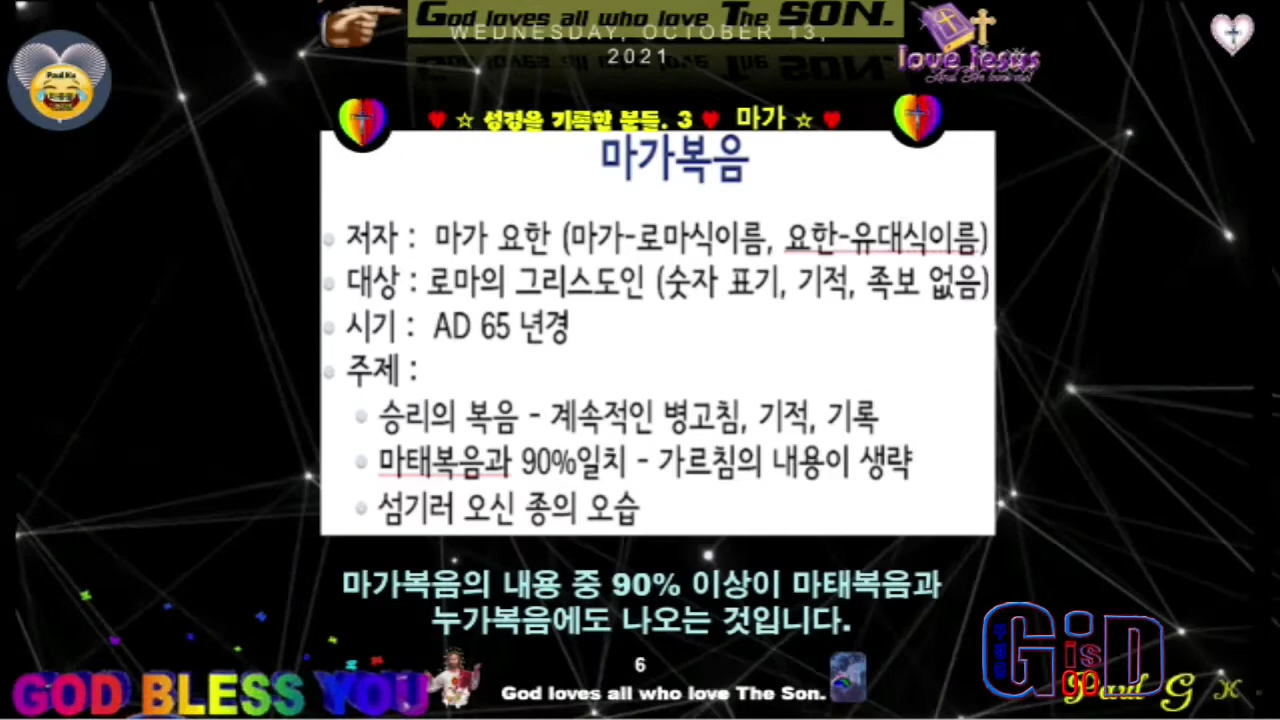 God loves all who love The SON.
WEDNESDAY, OCTOBER 13,
2021
love Jesus
Paul Ku
♥ ☆ 성경을 기록한 분들. 3 ♥ 마가 ☆ ♥
마가복음
저자 : 마가 요한 (마가-로마식이름, 요한-유대식이름)
대상 : 로마의 그리스도인 (숫자 표기, 기적, 족보 없음)
시기 : AD 65 년경
주제 :
승리의 복음 - 계속적인 병고침, 기적, 기록
마태복음과 90%일치 - 가르침의 내용이 생략
섬기러 오신 종의 오습
마가복음의 내용 중 90% 이상이 마태복음과
누가복음에도 나오는 것입니다.
6
God loves all who love The Son.
GOD BLESS YOU
GiD
is
Paul G K